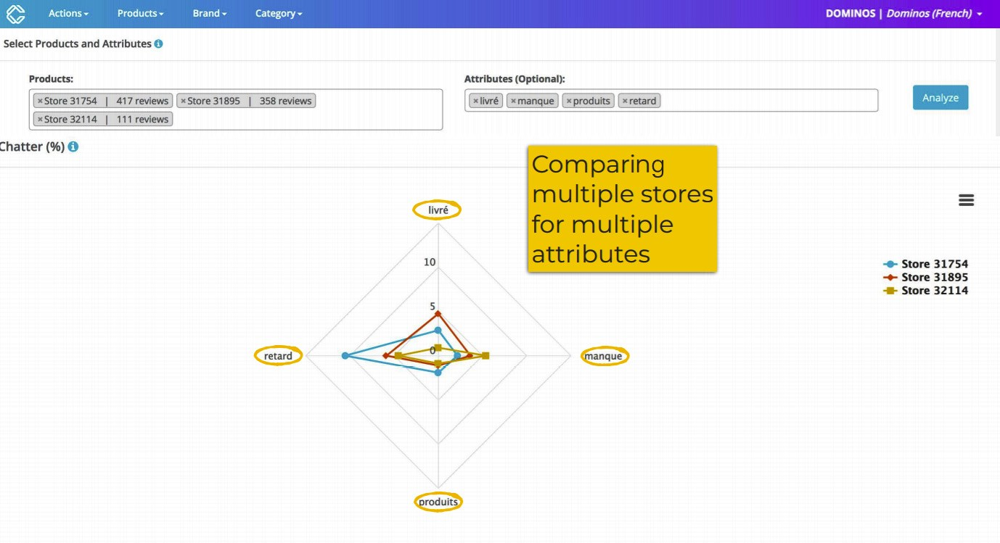 Actions
Products
Brand
Category
DOMINOS | Dominos (French)
Select Products and Attributes
Products:
Attributes (Optional):
×Store 31754 | 417 reviews ×Store 31895 | 358 reviews
×Store 32114 | 111 reviews
×livré ×manque ×produits ×retard
Analyze
Chatter (%)
Comparing
multiple stores
for multiple
attributes
livré
10
5
0
retard
manque
produits
Store 31754
Store 31895
Store 32114